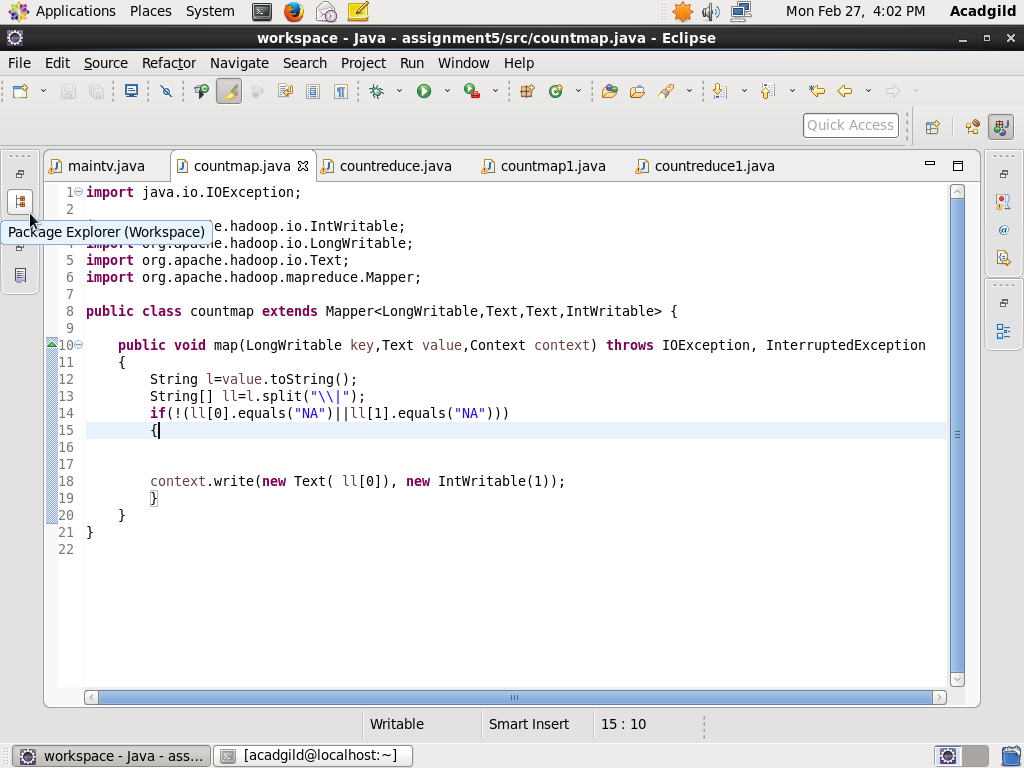 Applications Places System Mon Feb 27, 4:02 PM Acadgild
workspace - Java - assignment5/src/countmap.java - Eclipse
File Edit Source Refactor Navigate Search Project Run Window Help
Quick Access
maintv.java countmap.java countreduce.java countmap1.java countreduce1.java
1 import java.io.IOException;
2
e.hadoop.io.IntWritable;
Package Explorer (Workspace)
4 import org.apache.hadoop.io.LongWritable;
5 import org.apache.hadoop.io.Text;
6 import org.apache.hadoop.mapreduce.Mapper;
7
8 public class countmap extends Mapper<LongWritable,Text,Text,IntWritable> {
9
10 public void map(LongWritable key,Text value,Context context) throws IOException, InterruptedException
11 {
12 String l=value.toString();
13 String[] ll=l.split("\\|");
14 if(!(ll[0].equals("NA")||ll[1].equals("NA")))
15 {
16
17
18 context.write(new Text( ll[0]), new IntWritable(1));
19 }
20 }
21 }
22
Writable Smart Insert 15 : 10
workspace - Java - ass... [acadgild@localhost:~]